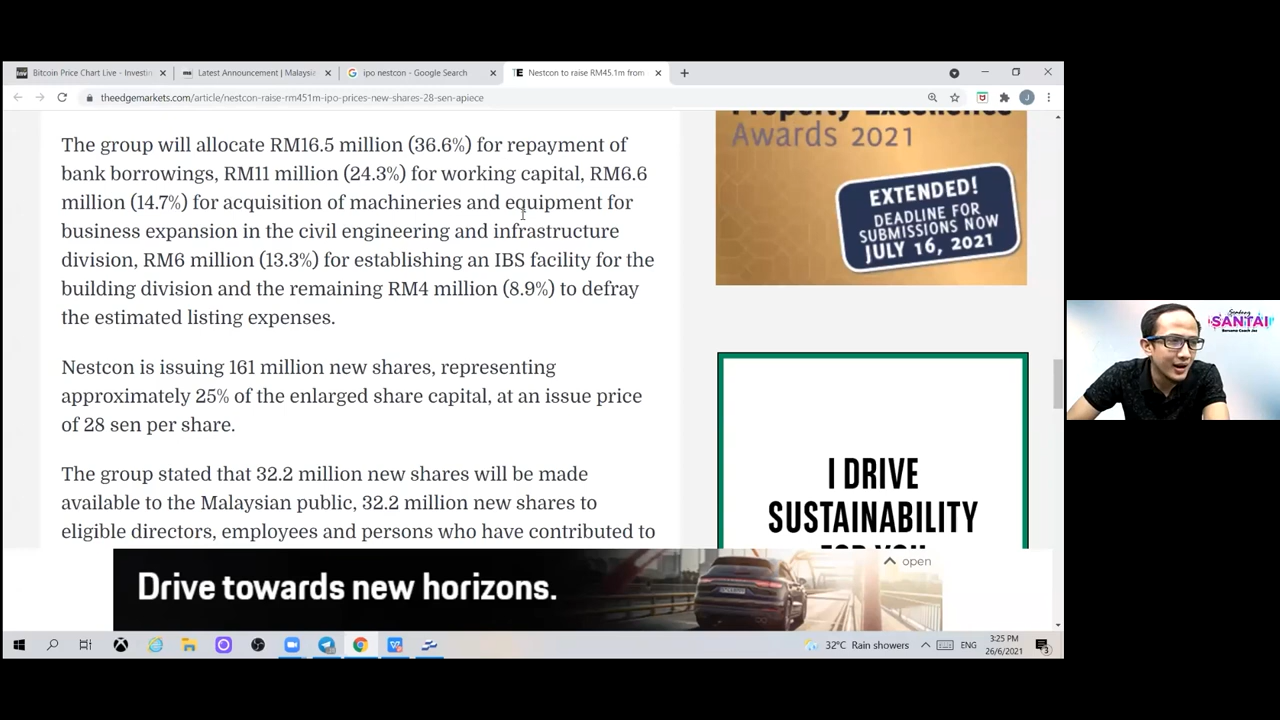 Bitcoin Price Chart Live - Investin
Latest Announcement | Malaysia
ipo nestcon - Google Search
Nestcon to raise RM45.1m from
theedgemarkets.com/article/nestcon-raise-rm451m-ipo-prices-new-shares-28-sen-apiece
The group will allocate RM16.5 million (36.6%) for repayment of
bank borrowings, RM11 million (24.3%) for working capital, RM6.6
million (14.7%) for acquisition of machineries and equipment for
business expansion in the civil engineering and infrastructure
division, RM6 million (13.3%) for establishing an IBS facility for the
building division and the remaining RM4 million (8.9%) to defray
the estimated listing expenses.
Nestcon is issuing 161 million new shares, representing
approximately 25% of the enlarged share capital, at an issue price
of 28 sen per share.
The group stated that 32.2 million new shares will be made
available to the Malaysian public, 32.2 million new shares to
eligible directors, employees and persons who have contributed to
Property Excellence
Awards 2021
EXTENDED!
DEADLINE FOR
SUBMISSIONS NOW
JULY 16, 2021
I DRIVE
SUSTAINABILITY
FOR YOU
open
Drive towards new horizons.
SANTAI
Bersama Coach Jez
32°C Rain showers
ENG
3:25 PM
26/6/2021